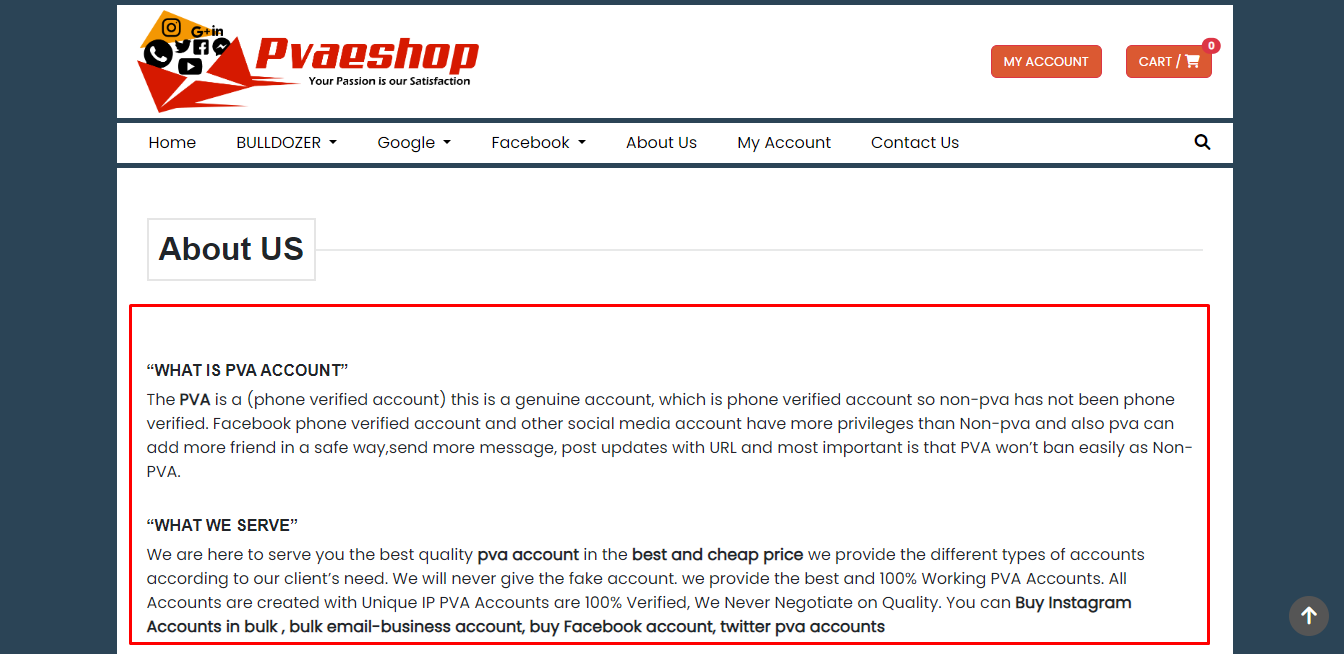 G+ in
Pvaeshop
Your Passion is our Satisfaction
MY ACCOUNT
CART /
0
Home
BULLDOZER
Google
Facebook
About Us
My Account
Contact Us
About US
“WHAT IS PVA ACCOUNT”
The PVA is a (phone verified account) this is a genuine account, which is phone verified account so non-pva has not been phone
verified. Facebook phone verified account and other social media account have more privileges than Non-pva and also pva can
add more friend in a safe way,send more message, post updates with URL and most important is that PVA won’t ban easily as Non-
PVA.
“WHAT WE SERVE”
We are here to serve you the best quality pva account in the best and cheap price we provide the different types of accounts
according to our client’s need. We will never give the fake account. we provide the best and 100% Working PVA Accounts. All
Accounts are created with Unique IP PVA Accounts are 100% Verified, We Never Negotiate on Quality. You can Buy Instagram
Accounts in bulk , bulk email-business account, buy Facebook account, twitter pva accounts